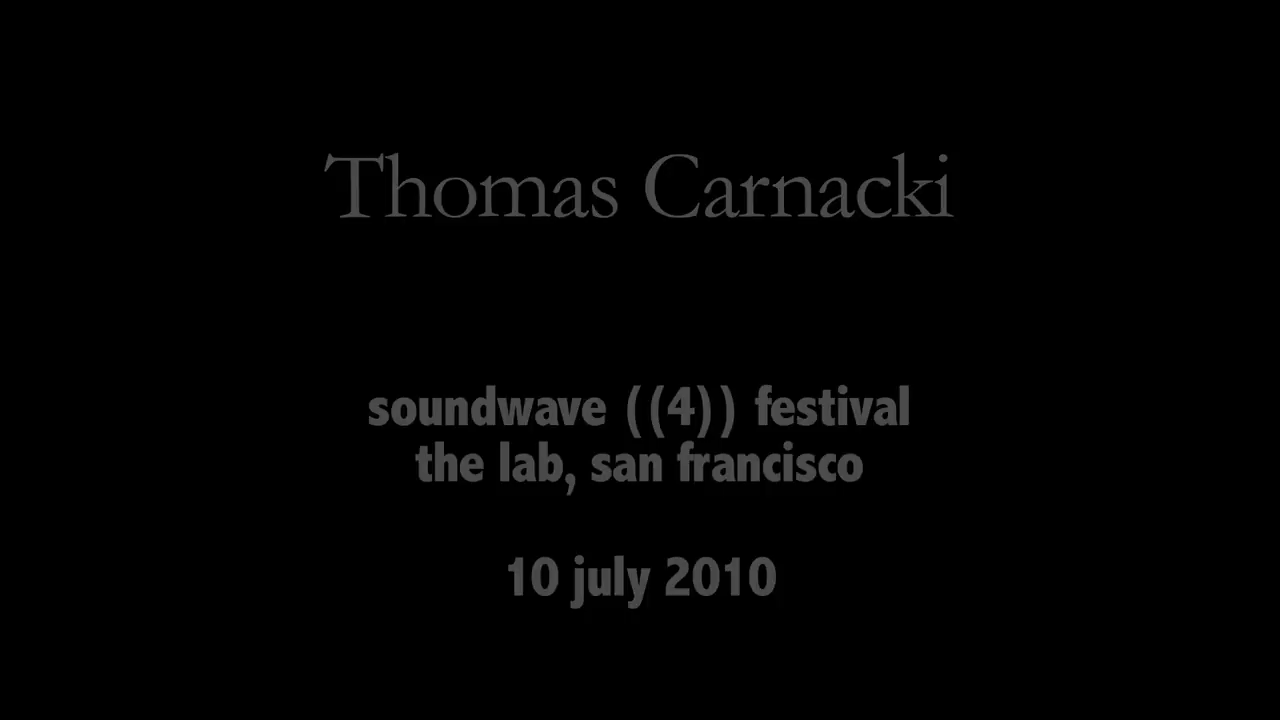 Thomas Carnacki
soundwave ((4)) festival
the lab, san francisco
10 july 2010